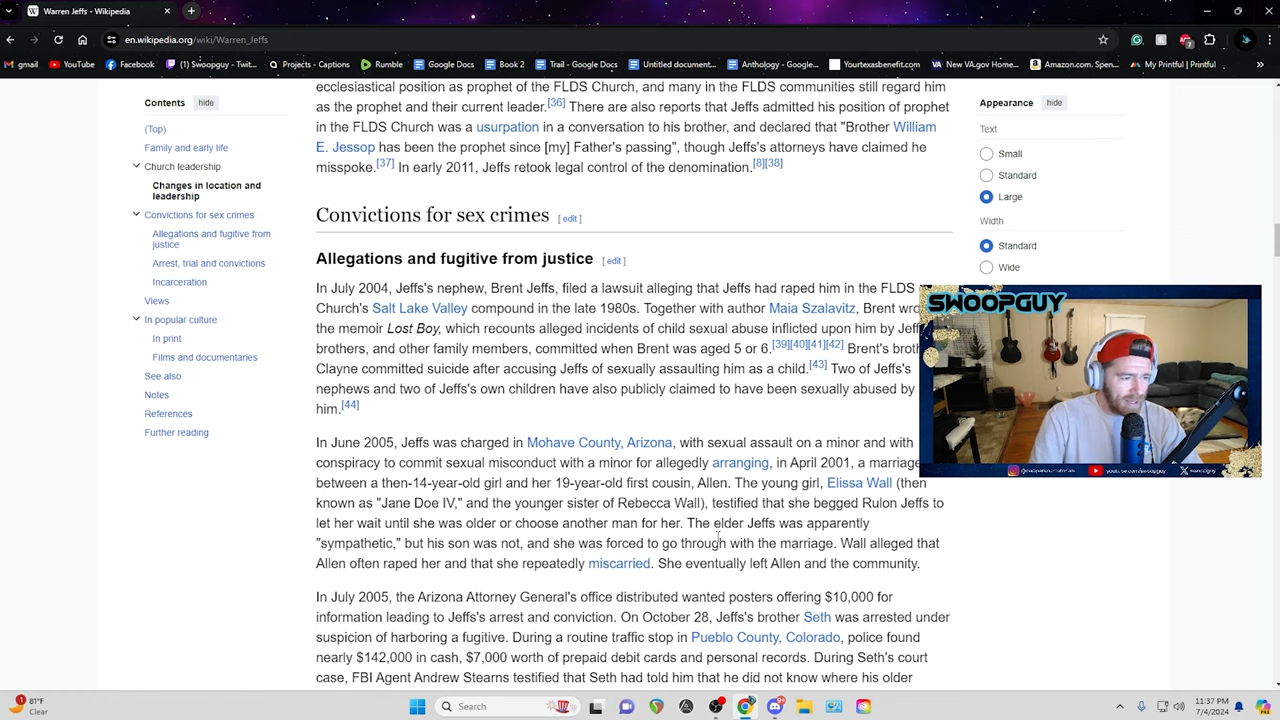 Warren Jeffs - Wikipedia
en.wikipedia.org/wiki/Warren_Jeffs
gmail YouTube Facebook (1) Swoopguy - Twit... Projects - Captions Rumble Google Docs Book 2 Trail - Google Docs Untitled document... Anthology - Google... Yourtexasbenefit.com New VA.gov Home... Amazon.com. Spen... My Printful | Printful
Contents hide
(Top)
Family and early life
Church leadership
Changes in location and
leadership
Convictions for sex crimes
Allegations and fugitive from
justice
Arrest, trial and convictions
Incarceration
Views
In popular culture
In print
Films and documentaries
See also
Notes
References
Further reading
ecclesiastical position as prophet of the FLDS Church, and many in the FLDS communities still regard him
as the prophet and their current leader.[36] There are also reports that Jeffs admitted his position of prophet
in the FLDS Church was a usurpation in a conversation to his brother, and declared that "Brother William
E. Jessop has been the prophet since [my] Father's passing", though Jeffs's attorneys have claimed he
misspoke.[37] In early 2011, Jeffs retook legal control of the denomination.[8][38]
Convictions for sex crimes [ edit ]
Allegations and fugitive from justice [ edit ]
In July 2004, Jeffs's nephew, Brent Jeffs, filed a lawsuit alleging that Jeffs had raped him in the FLDS
Church's Salt Lake Valley compound in the late 1980s. Together with author Maia Szalavitz, Brent wro
the memoir Lost Boy, which recounts alleged incidents of child sexual abuse inflicted upon him by Jeff
brothers, and other family members, committed when Brent was aged 5 or 6.[39][40][41][42] Brent's broth
Clayne committed suicide after accusing Jeffs of sexually assaulting him as a child.[43] Two of Jeffs's
nephews and two of Jeffs's own children have also publicly claimed to have been sexually abused by
him.[44]
In June 2005, Jeffs was charged in Mohave County, Arizona, with sexual assault on a minor and with
conspiracy to commit sexual misconduct with a minor for allegedly arranging, in April 2001, a marriage
between a then-14-year-old girl and her 19-year-old first cousin, Allen. The young girl, Elissa Wall (then
known as "Jane Doe IV," and the younger sister of Rebecca Wall), testified that she begged Rulon Jeffs to
let her wait until she was older or choose another man for her. The elder Jeffs was apparently
"sympathetic," but his son was not, and she was forced to go through with the marriage. Wall alleged that
Allen often raped her and that she repeatedly miscarried. She eventually left Allen and the community.
In July 2005, the Arizona Attorney General's office distributed wanted posters offering $10,000 for
information leading to Jeffs's arrest and conviction. On October 28, Jeffs's brother Seth was arrested under
suspicion of harboring a fugitive. During a routine traffic stop in Pueblo County, Colorado, police found
nearly $142,000 in cash, $7,000 worth of prepaid debit cards and personal records. During Seth's court
case, FBI Agent Andrew Stearns testified that Seth had told him that he did not know where his older
Appearance hide
Text
Small
Standard
Large
Width
Standard
Wide
SWOOPGUY
youtube.com/swoopguy
swoopguy
81°F
Clear
Search
11:37 PM
7/4/2024